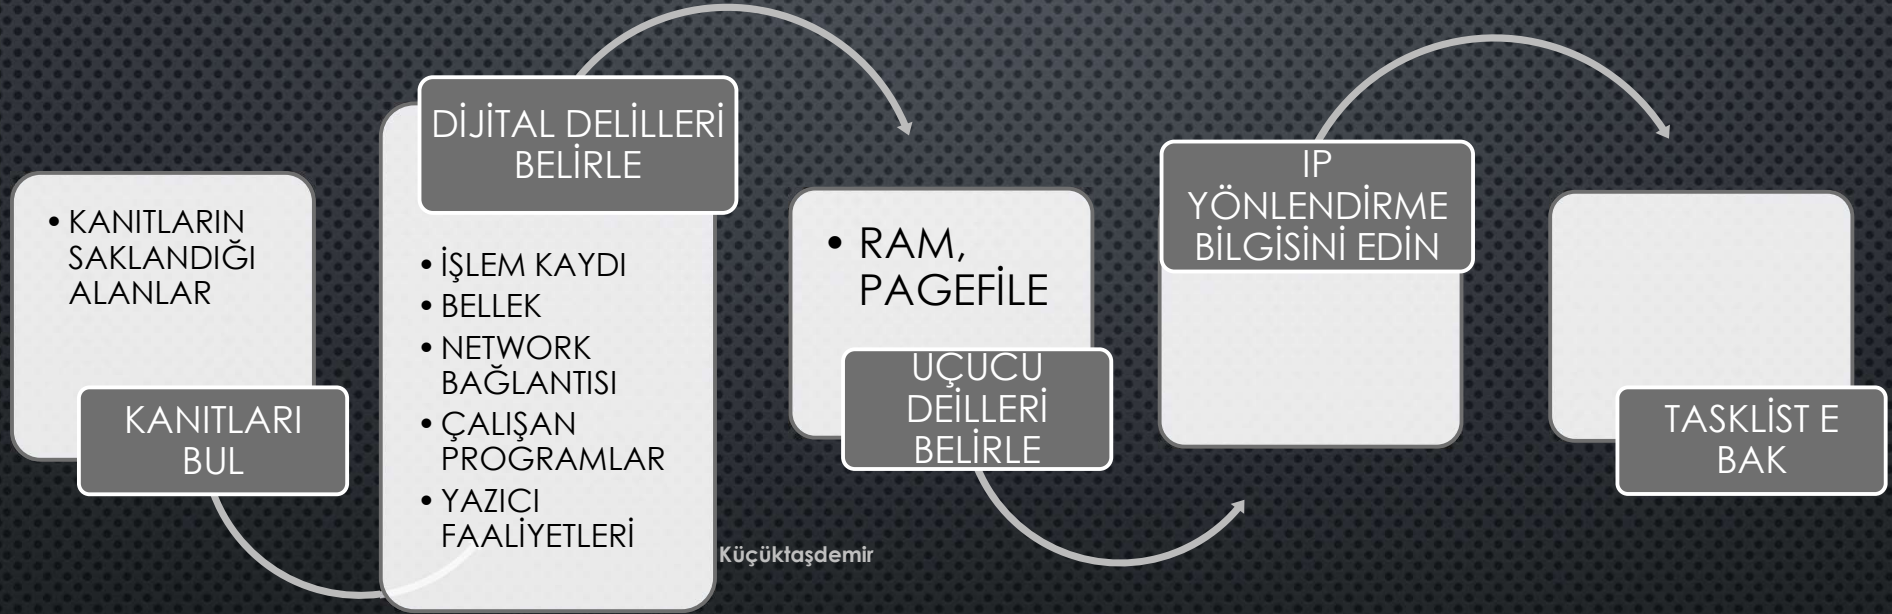 • KANITLARIN
SAKLANDIĞI
ALANLAR
KANITLARI
BUL
DİJİTAL DELİLLERİ
BELİRLE
• İŞLEM KAYDI
• BELLEK
• NETWORK
BAĞLANTISI
• ÇALIŞAN
PROGRAMLAR
• YAZICI
FAALİYETLERİ
• RAM,
PAGEFİLE
UÇUCU
DEİLLERİ
BELİRLE
IP
YÖNLENDİRME
BİLGİSİNİ EDİN
TASKLİST E
BAK
Küçüktaşdemir